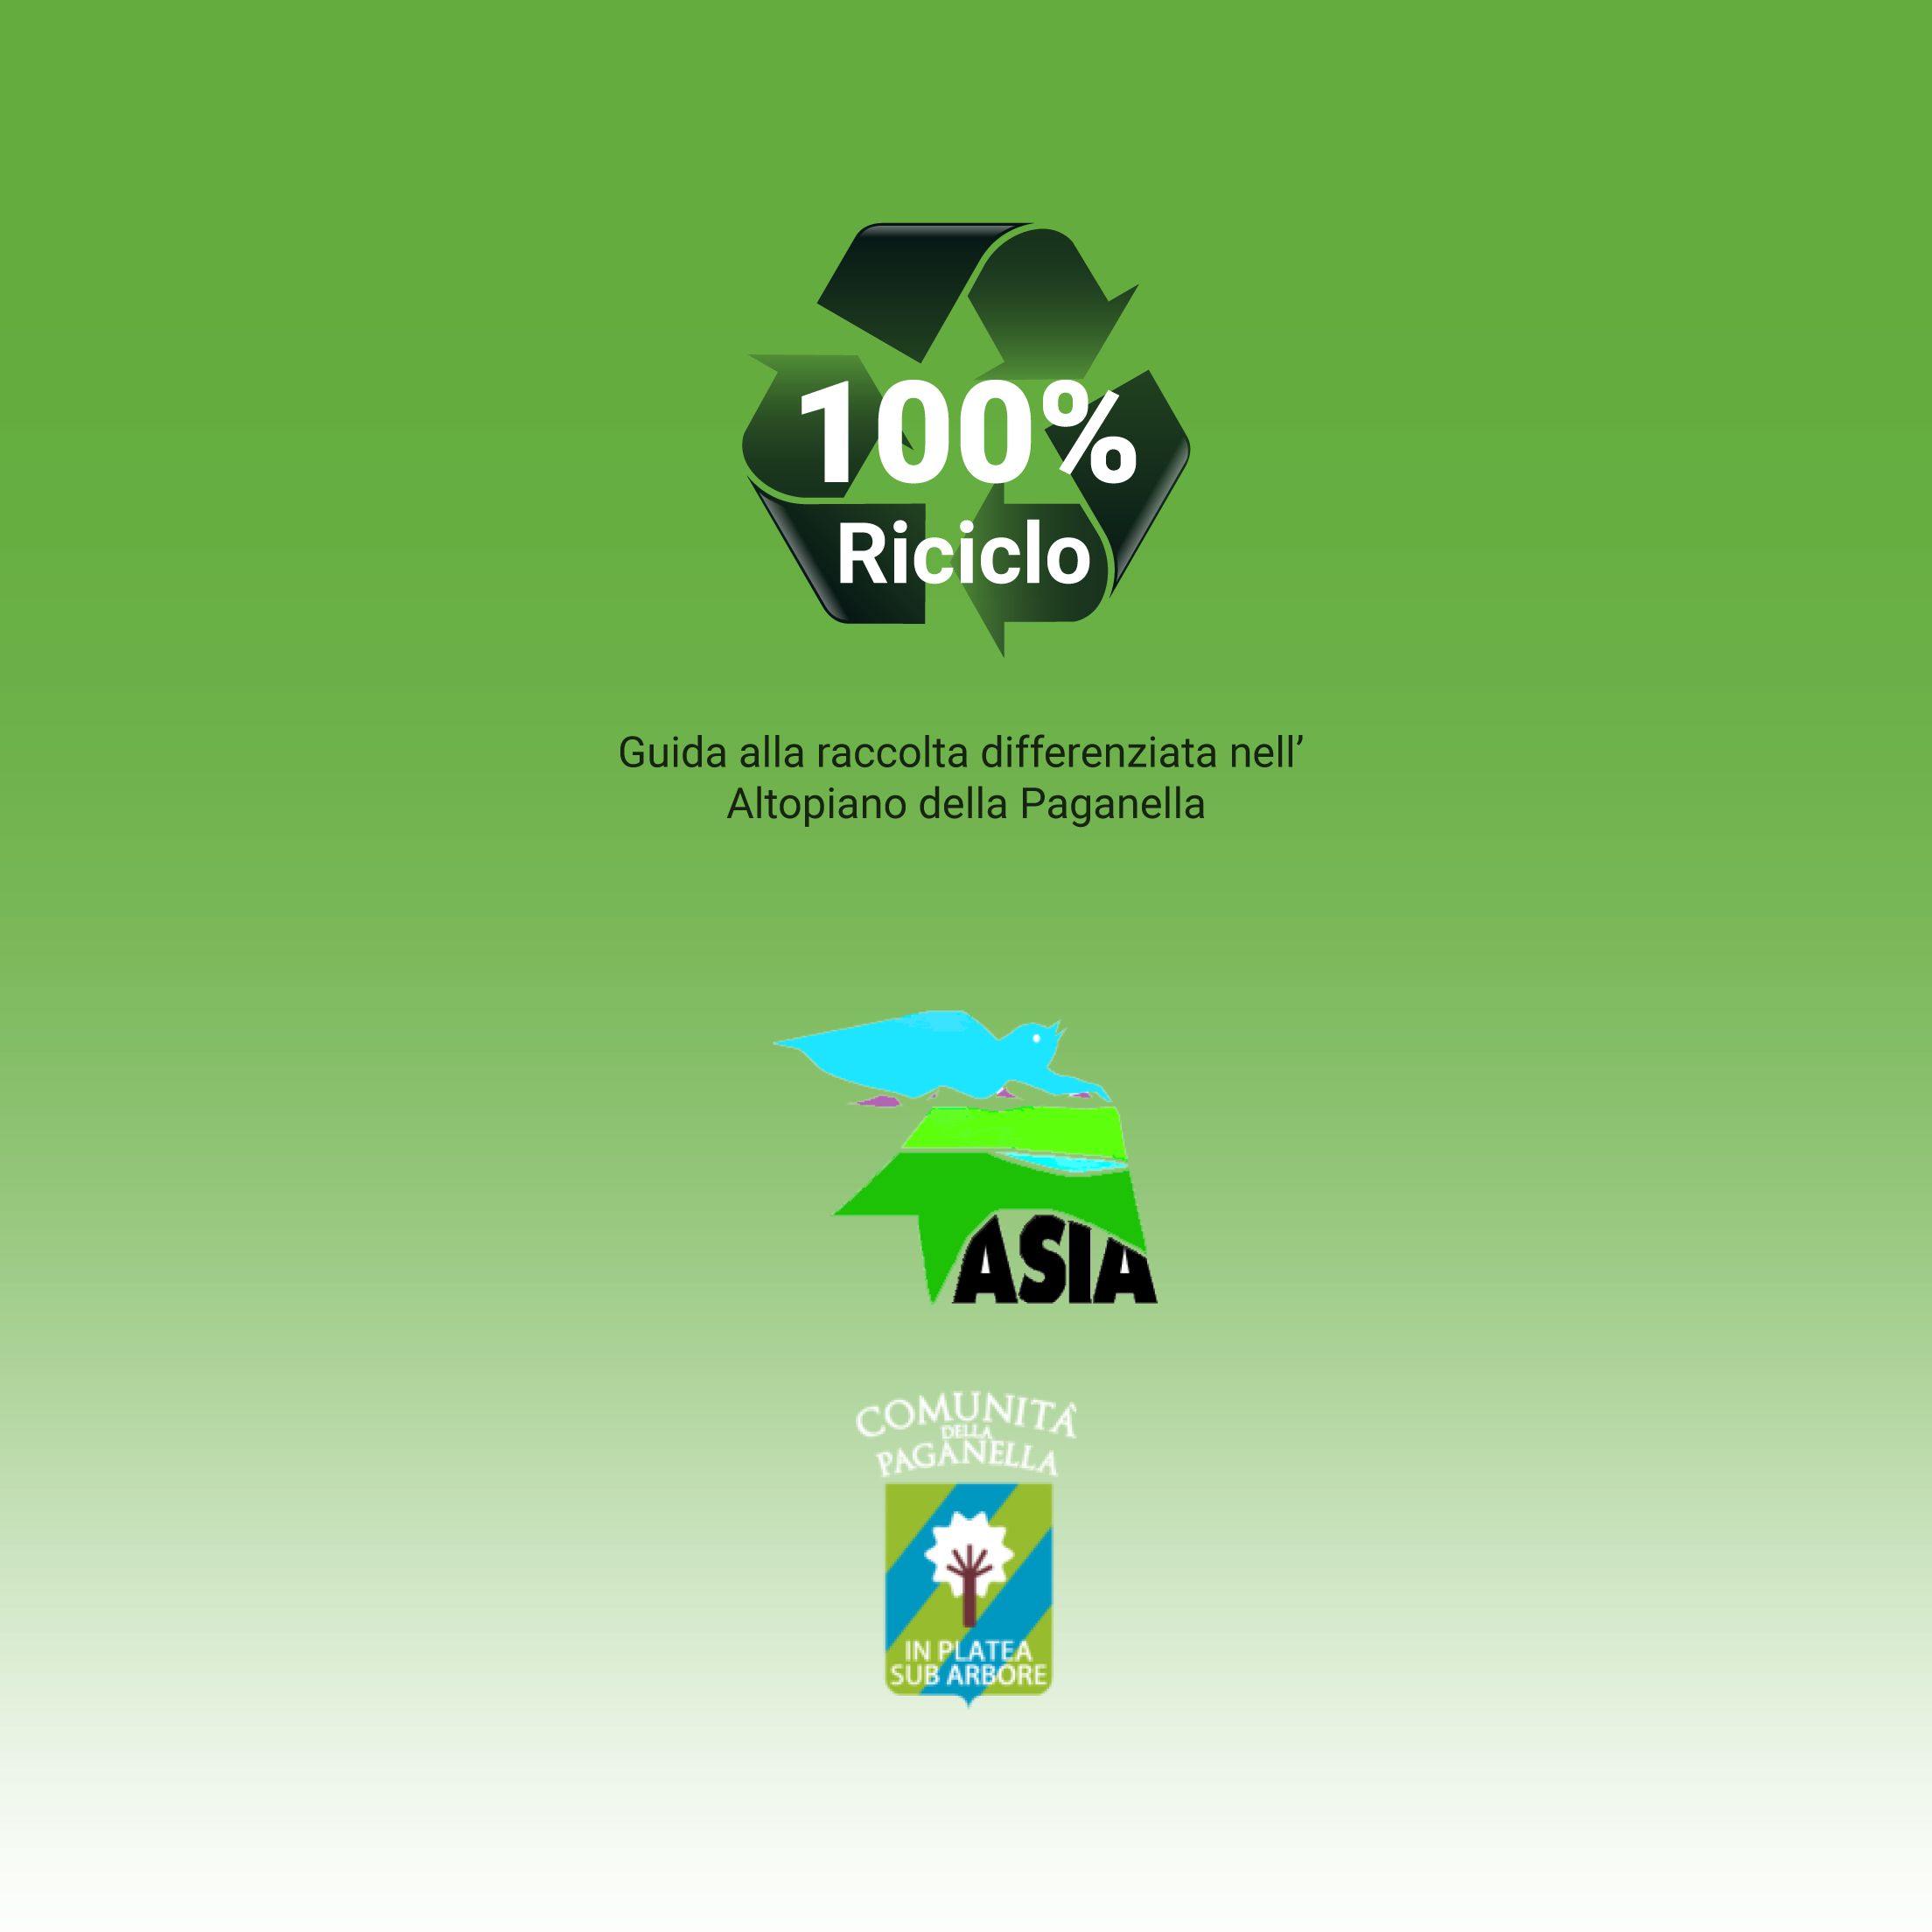 100%
Riciclo
Guida alla raccolta differenziata nell’
Altopiano della Paganella
ASIA
COMUNITÀ
DELLA
PAGANELLA
IN PLATEA
SUB ARBORE